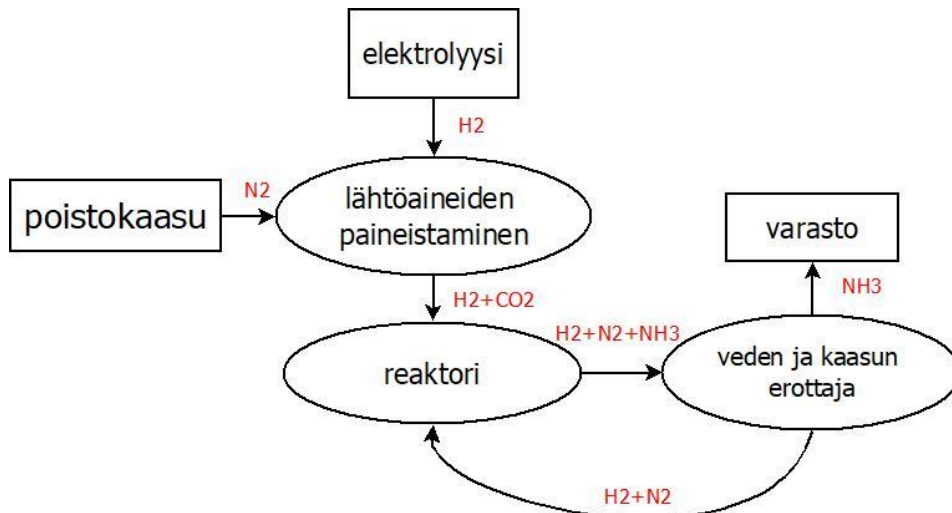 elektrolyysi
H2
N2
poistokaasu
lähtöaineiden
paineistaminen
varasto
H2+CO2
NH3
H2+N2+NH3
reaktori
veden ja kaasun
erottaja
H2+N2